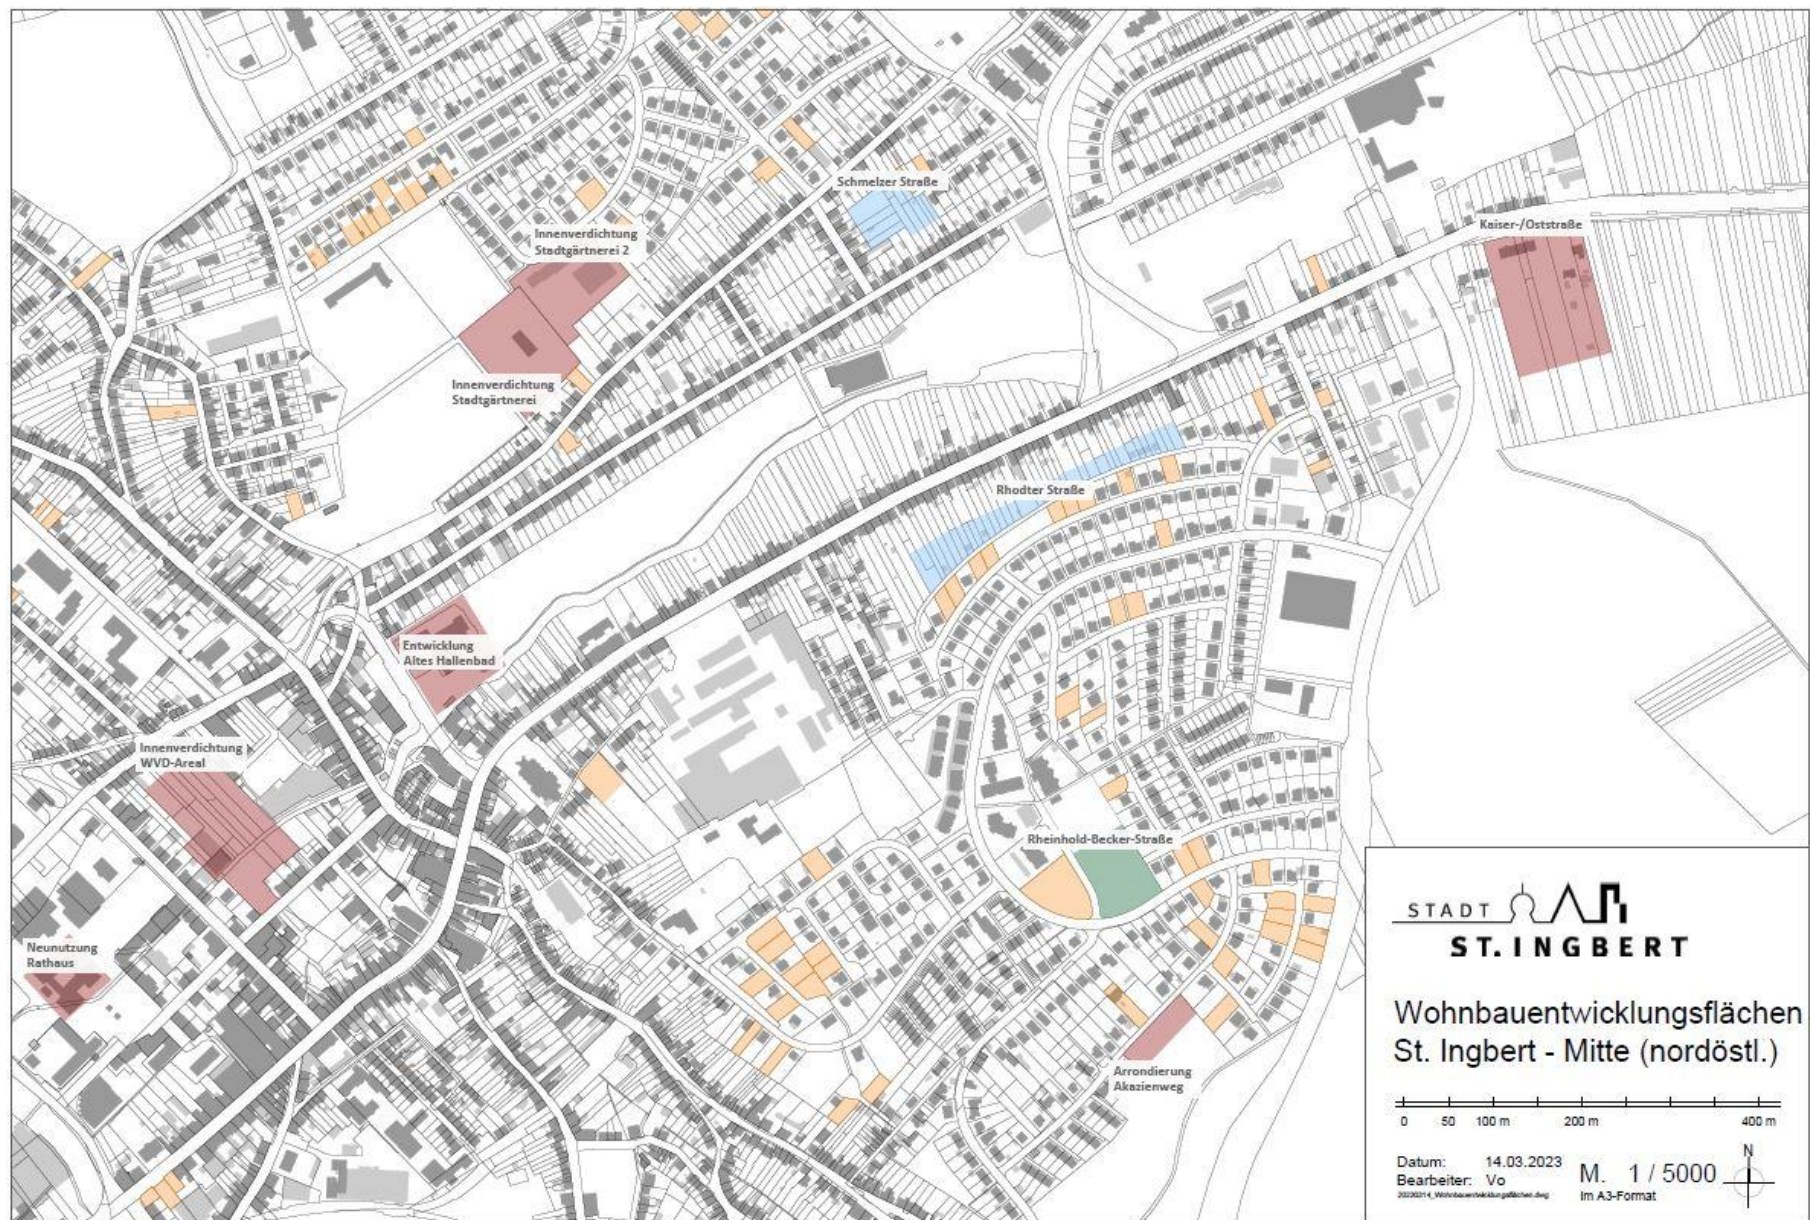 Schmelzer Straße
Kaiser-/Oststraße
Innenverdichtung
Stadtgärtnerei 2
Innenverdichtung
Stadtgärtnerei
Rhodter Straße
Entwicklung
Altes Hallenbad
Innenverdichtung
WVD-Areal
Rheinhold-Becker-Straße
Neunutzung
Rathaus
Arrondierung
Akazienweg
STADT
ST. INGBERT
Wohnbauentwicklungsflächen
St. Ingbert - Mitte (nordöstl.)
0 50 100 m 200 m 400 m
Datum: 14.03.2023
Bearbeiter: Vo
20230314_Wohnbauentwicklungsflächen.dwg
M. 1 / 5000
Im A3-Format
N